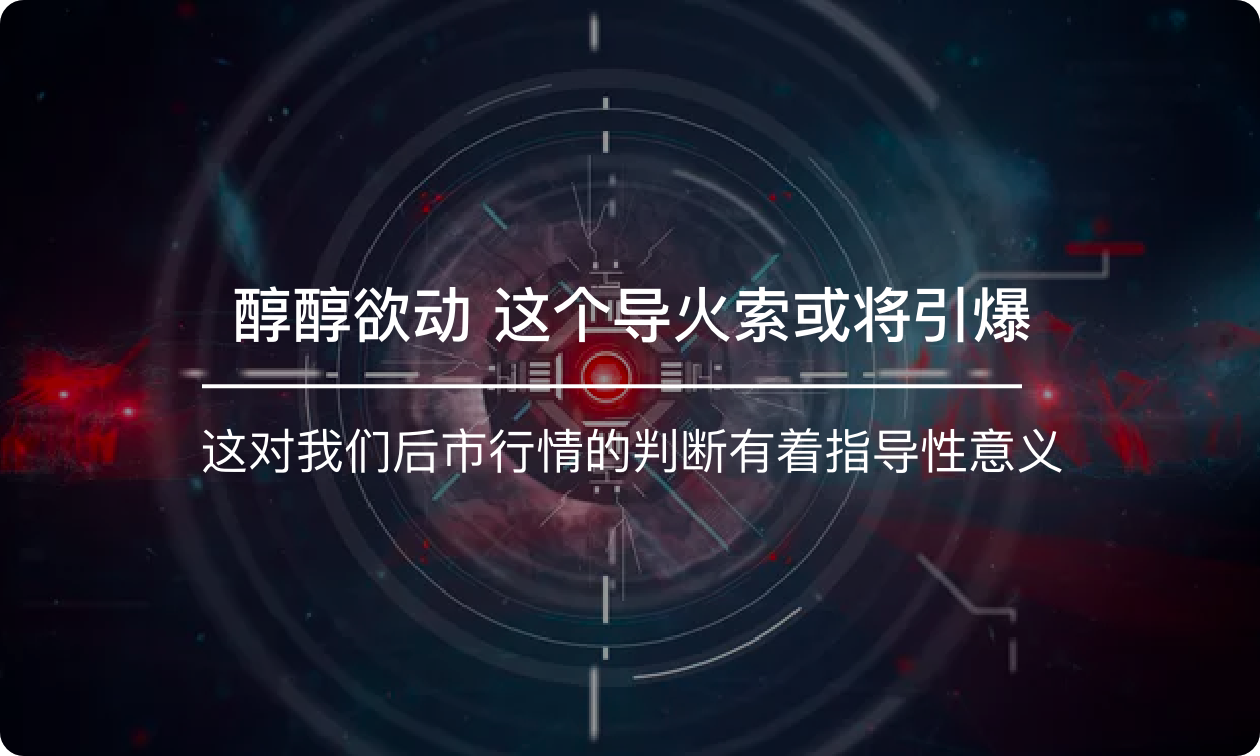 醇醇欲动 这个导火索或将引爆
这对我们后市行情的判断有着指导性意义